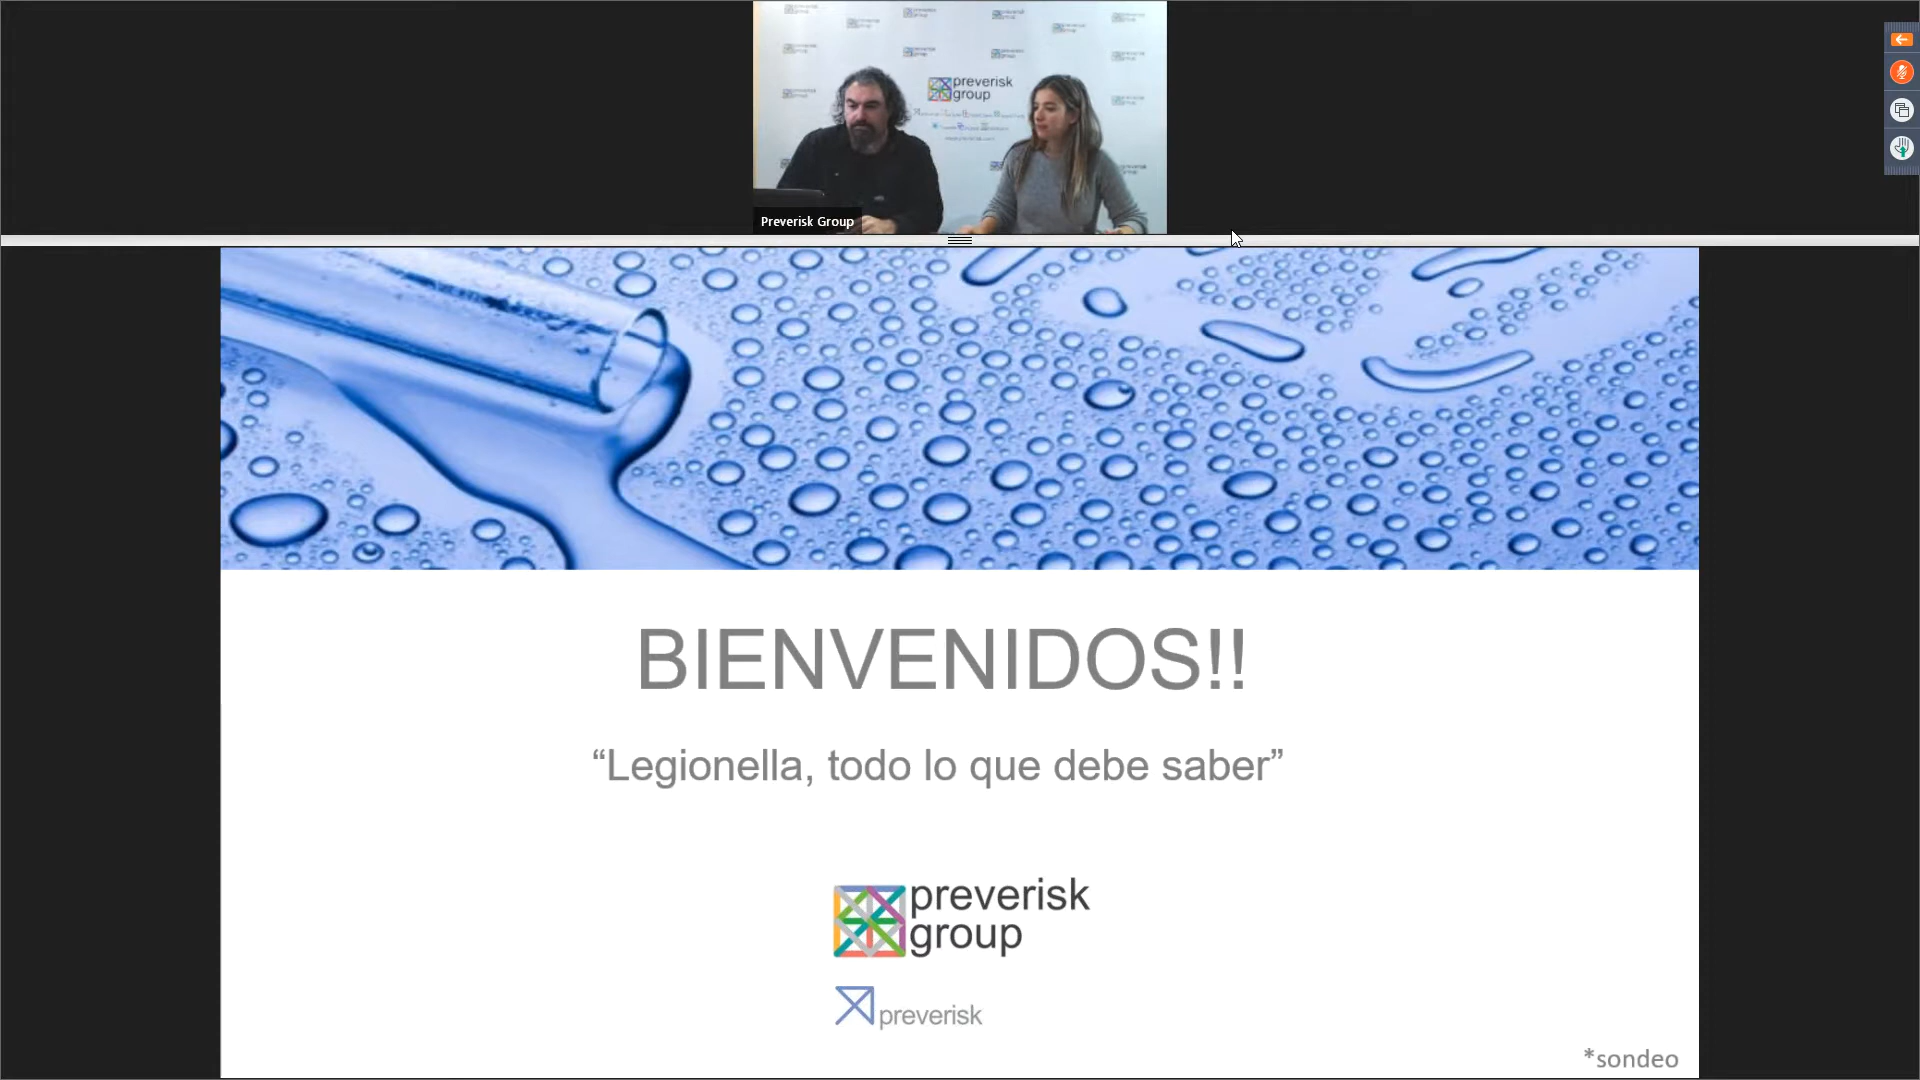 preverisk
group
Preverisk Group
BIENVENIDOS!!
“Legionella, todo lo que debe saber”
preverisk
group
preverisk
*sondeo